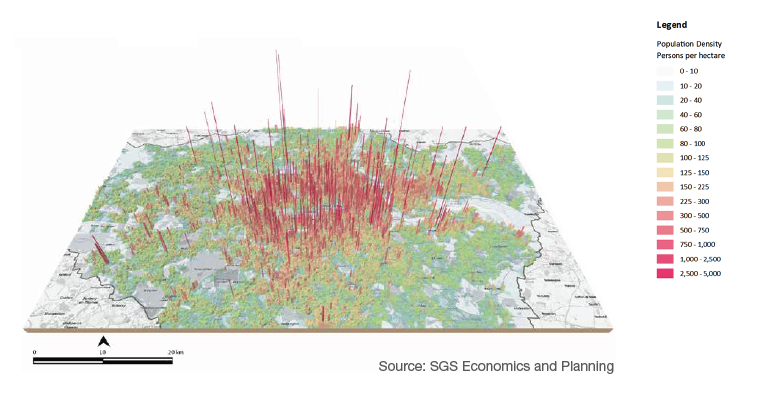 Legend
Population Density
Persons per hectare
0 - 10
10 - 20
20 - 40
40 - 60
60 - 80
80 - 100
100 - 125
125 - 150
150 - 225
225 - 300
300 - 500
500 - 750
750 - 1,000
1,000 - 2,500
2,500 - 5,000
0 10 20 km
Source: SGS Economics and Planning